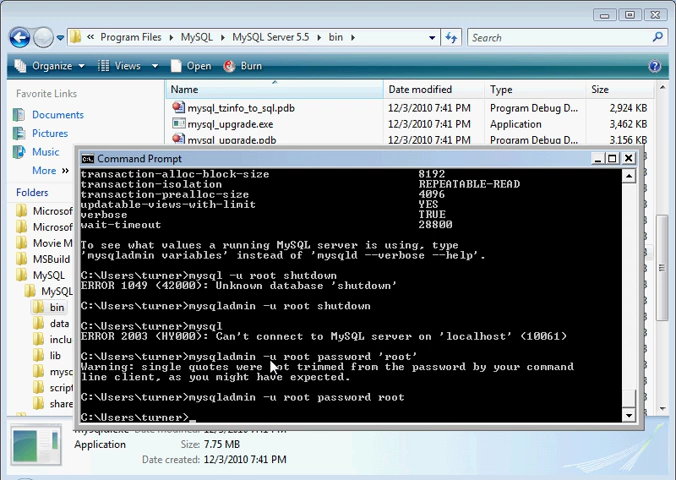 « Program Files ▸ MySQL ▸ MySQL Server 5.5 ▸ bin ▸
Search
Organize Views Open Burn
Favorite Links
Documents
Pictures
Music
More »
Folders
Name Date modified Type Size
mysql_tzinfo_to_sql.pdb 12/3/2010 7:41 PM Program Debug D... 2,924 KB
mysql_upgrade.exe 12/3/2010 7:41 PM Application 3,462 KB
mysql_upgrade.pdb 12/3/2010 7:41 PM Program Debug D... 3,156 KB
Microsof
Microsof
Movie M
MSBuild
MySQL
MySQL
bin
data
inclu
lib
mysc
script
share
Command Prompt
transaction-alloc-block-size 8192
transaction-isolation REPEATABLE-READ
transaction-prealloc-size 4096
updatable-views-with-limit YES
verbose TRUE
wait-timeout 28800
To see what values a running MySQL server is using, type
'mysqladmin variables' instead of 'mysqld --verbose --help'.
C:\Users\turner>mysql -u root shutdown
ERROR 1049 (42000): Unknown database 'shutdown'
C:\Users\turner>mysqladmin -u root shutdown
C:\Users\turner>mysql
ERROR 2003 (HY000): Can't connect to MySQL server on 'localhost' (10061)
C:\Users\turner>mysqladmin -u root password 'root'
Warning: single quotes were not trimmed from the password by your command
line client, as you might have expected.
C:\Users\turner>mysqladmin -u root password root
C:\Users\turner>_
Application
Size: 7.75 MB
Date created: 12/3/2010 7:41 PM